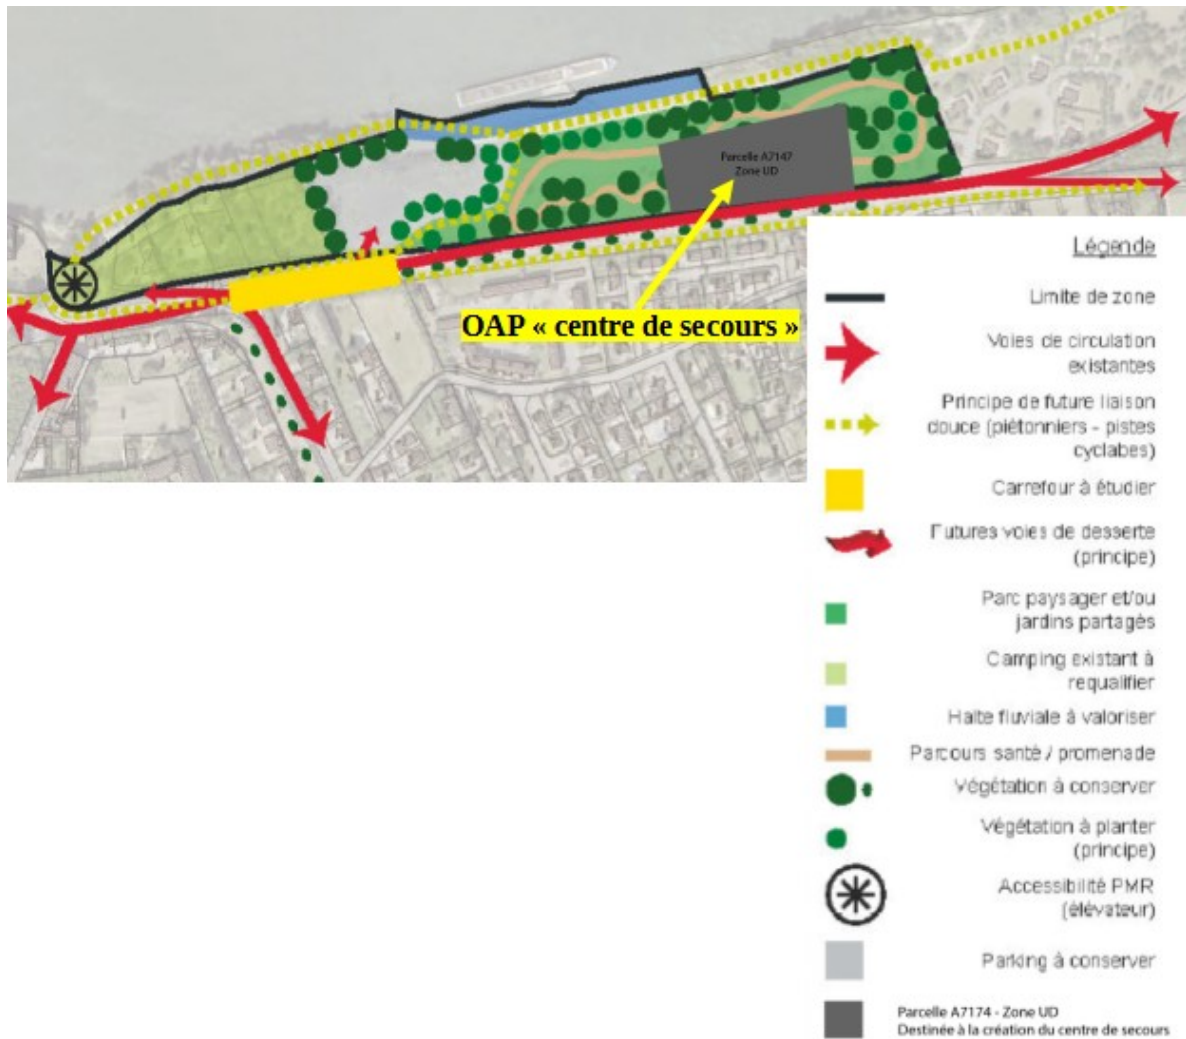 Parcelle A7147
Zone UD
OAP « centre de secours »
Légende
Limite de zone
Voies de circulation
existantes
Principe de future liaison
douce (piétonniers - pistes
cyclabes)
Carrefour à étudier
Futures voies de desserte
(principe)
Parc paysager et/ou
jardins partagés
Camping existant à
requalifier
Halte fluviale à valoriser
Parcours santé / promenade
Végétation à conserver
Végétation à planter
(principe)
Accessibilité PMR
(élévateur)
Parking à conserver
Parcelle A7174 - Zone UD
Destinée à la création du centre de secours